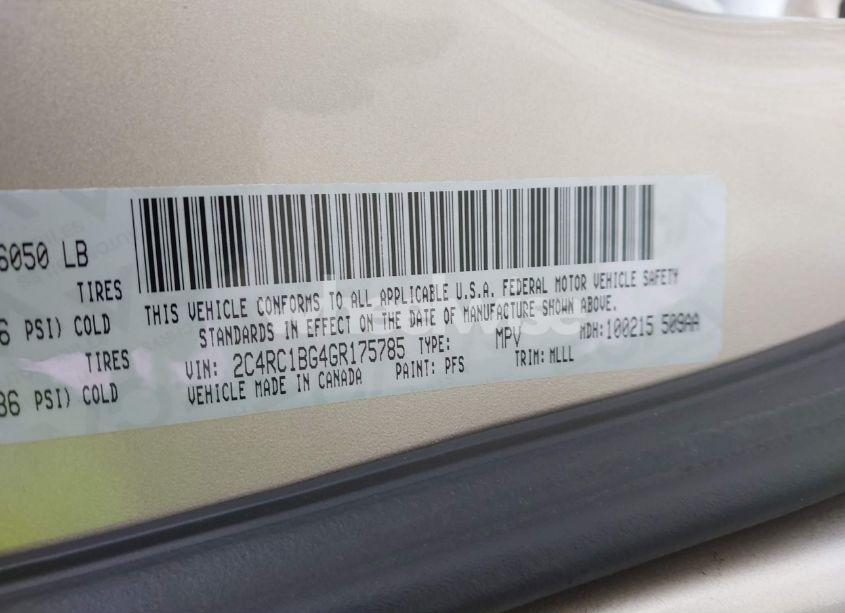 6050 LB
TIRES
6 PSI) COLD
TIRES
36 PSI) COLD
THIS VEHICLE CONFORMS TO ALL APPLICABLE U.S.A. FEDERAL MOTOR VEHICLE SAFETY
STANDARDS IN EFFECT ON THE DATE OF MANUFACTURE SHOWN ABOVE.
VIN: 2C4RC1BG4GR175785 TYPE: MPV MDH:100215 509AA
VEHICLE MADE IN CANADA PAINT: PFS TRIM: MLLL